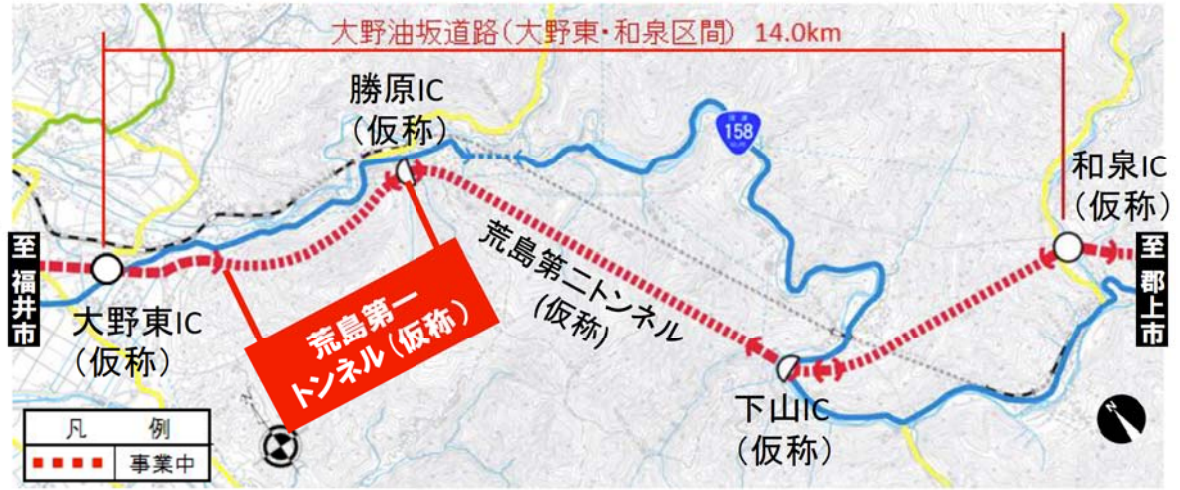 大野油坂道路(大野東・和泉区間) 14.0km
勝原IC
(仮称)
158
和泉IC
(仮称)
至 福井市
荒島第二トンネル
(仮称)
至 郡上市
大野東IC
(仮称)
荒島第一
トンネル(仮称)
下山IC
(仮称)
凡 例
事業中